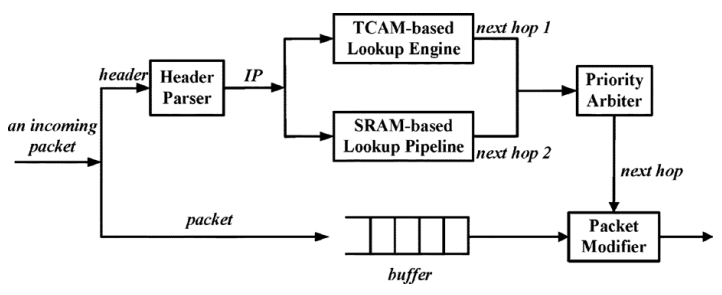 an incoming
packet
header
Header
Parser
IP
TCAM-based
Lookup Engine
next hop 1
SRAM-based
Lookup Pipeline
next hop 2
Priority
Arbiter
next hop
packet
buffer
Packet
Modifier